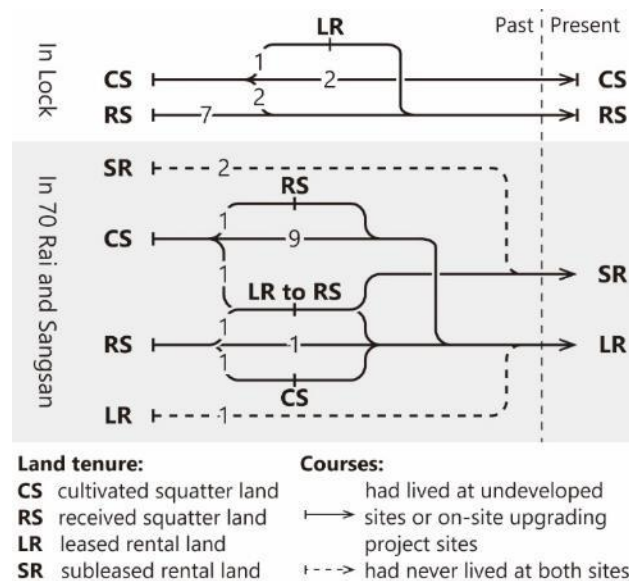 LR
Past Present
In Lock
1
CS 2 CS
2
RS 7 RS
In 70 Rai and Sangsan
SR 2
RS
1
CS 9
1
SR
LR to RS
1
RS 1 LR
1
CS
LR 1
Land tenure: Courses:
CS cultivated squatter land had lived at undeveloped
RS received squatter land sites or on-site upgrading
LR leased rental land project sites
SR subleased rental land had never lived at both sites